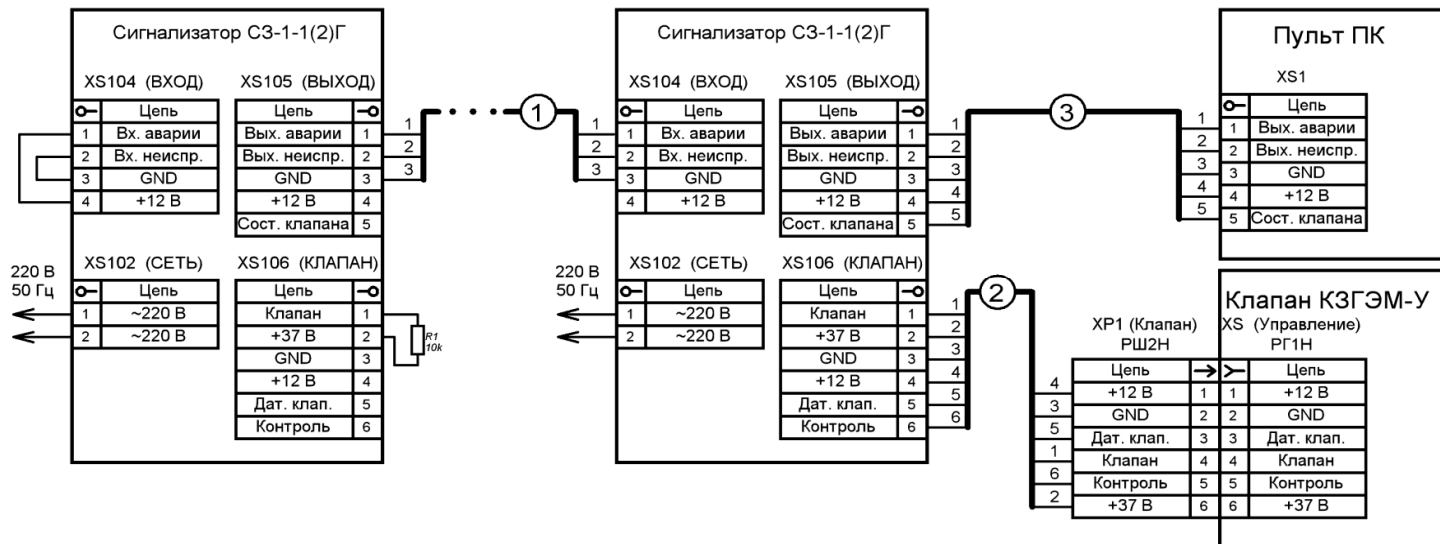 Сигнализатор СЗ-1-1(2)Г
XS104 (ВХОД)
Цепь
1 Вх. аварии
2 Вх. неиспр.
3 GND
4 +12 В
XS105 (ВЫХОД)
Цепь
Вых. аварии 1
Вых. неиспр. 2
GND 3
+12 В 4
Сост. клапана 5
1
2
3
220 В
50 Гц
XS102 (СЕТЬ)
Цепь
1 ~220 В
2 ~220 В
XS106 (КЛАПАН)
Цепь
Клапан 1
+37 В 2
GND 3
+12 В 4
Дат. клап. 5
Контроль 6
R1
10k
1
Сигнализатор СЗ-1-1(2)Г
1
2
3
XS104 (ВХОД)
Цепь
1 Вх. аварии
2 Вх. неиспр.
3 GND
4 +12 В
XS105 (ВЫХОД)
Цепь
Вых. аварии 1
Вых. неиспр. 2
GND 3
+12 В 4
Сост. клапана 5
1
2
3
4
5
220 В
50 Гц
XS102 (СЕТЬ)
Цепь
1 ~220 В
2 ~220 В
XS106 (КЛАПАН)
Цепь
Клапан 1
+37 В 2
GND 3
+12 В 4
Дат. клап. 5
Контроль 6
1
2
3
4
5
6
3
Пульт ПК
XS1
1
2
3
4
5
Цепь
1 Вых. аварии
2 Вых. неиспр.
3 GND
4 +12 В
5 Сост. клапана
2
Клапан КЗГЭМ-У
XP1 (Клапан)
РШ2Н
4
3
5
1
6
2
Цепь
+12 В 1
GND 2
Дат. клап. 3
Клапан 4
Контроль 5
+37 В 6
XS (Управление)
РГ1Н
Цепь
1 +12 В
2 GND
3 Дат. клап.
4 Клапан
5 Контроль
6 +37 В